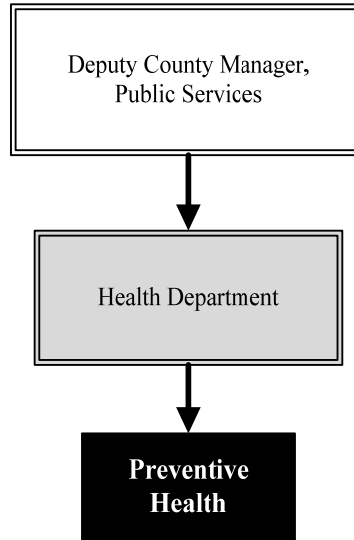 Deputy County Manager,
Public Services
Health Department
Preventive
Health